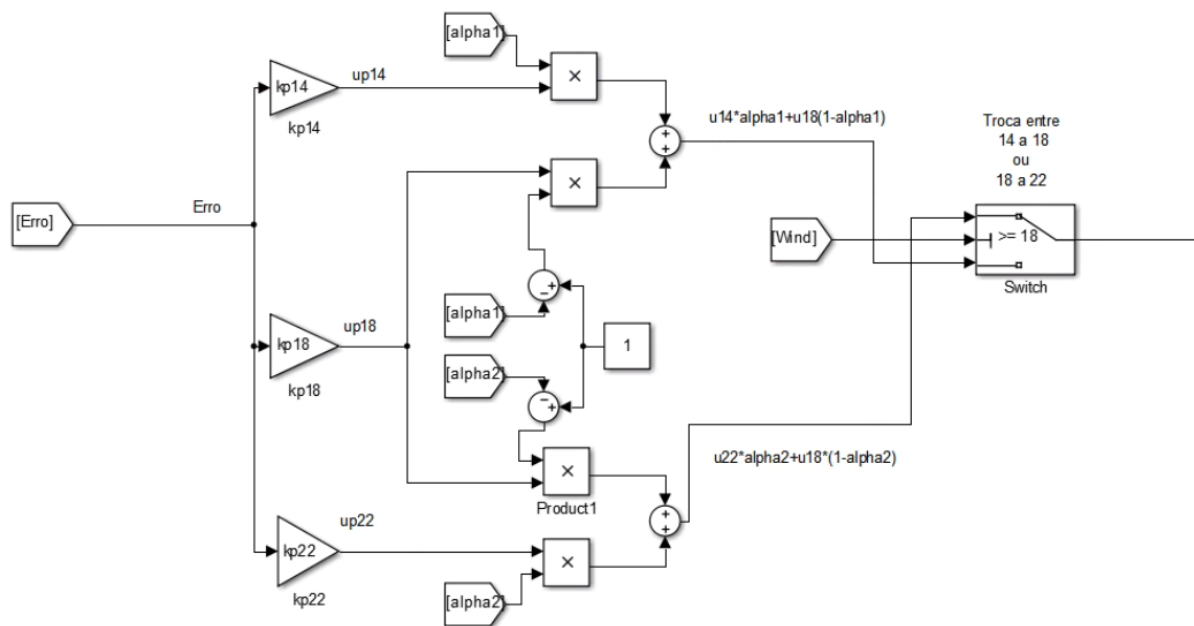 [alpha1]
up14
kp14
kp14
×
u14*alpha1+u18(1-alpha1)
+
+
Troca entre
14 a 18
ou
18 a 22
×
Erro
[Erro]
[Wind]
>= 18
Switch
− +
[alpha1]
up18
kp18
kp18
1
[alpha2]
− +
u22*alpha2+u18*(1-alpha2)
×
Product1
+
+
up22
kp22
kp22
×
[alpha2]